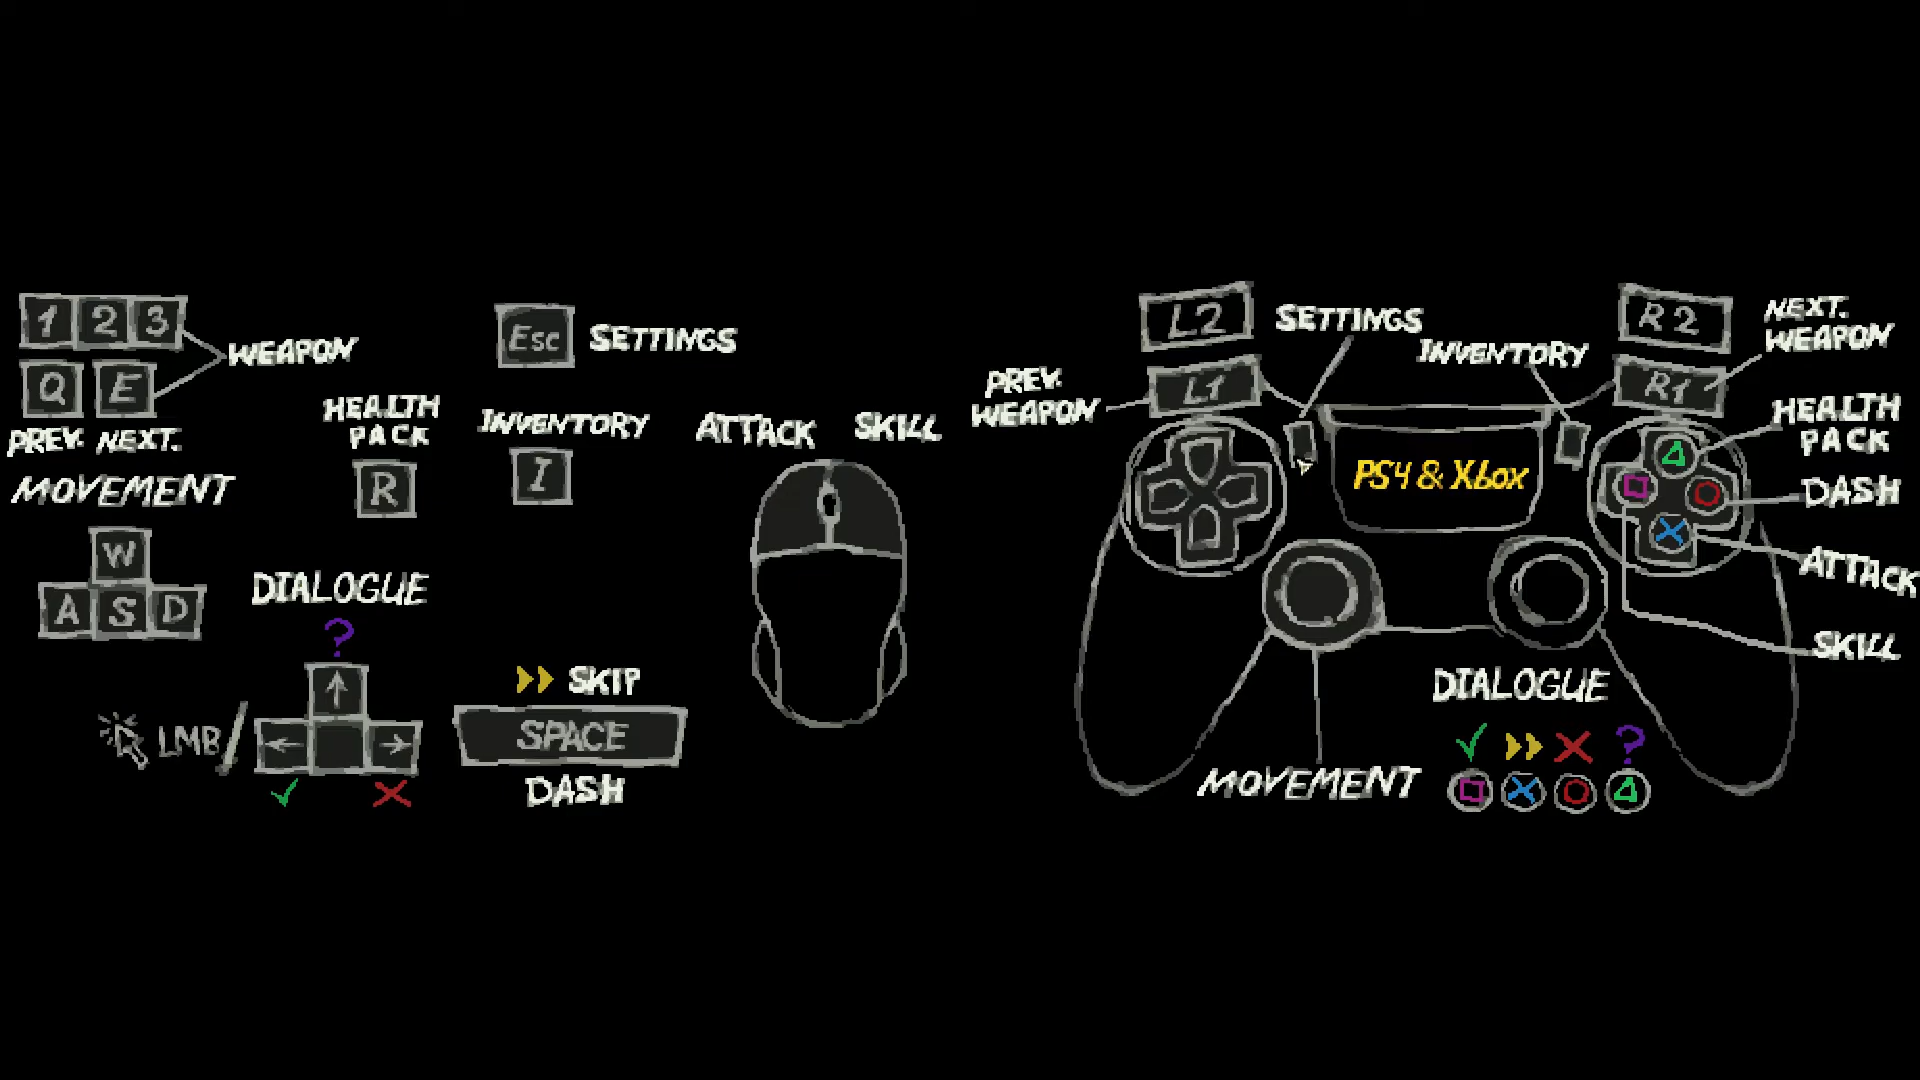 1 2 3
Q E
WEAPON
PREV. NEXT.
MOVEMENT
W
A S D
HEALTH
PACK
R
Esc SETTINGS
INVENTORY
I
DIALOGUE
?
LMB/
SKIP
SPACE
DASH
ATTACK SKILL
L2
SETTINGS
INVENTORY
R2
NEXT.
WEAPON
PREV.
WEAPON
L1
R1
HEALTH
PACK
PS4 & Xbox
DASH
ATTACK
SKILL
MOVEMENT
DIALOGUE
?